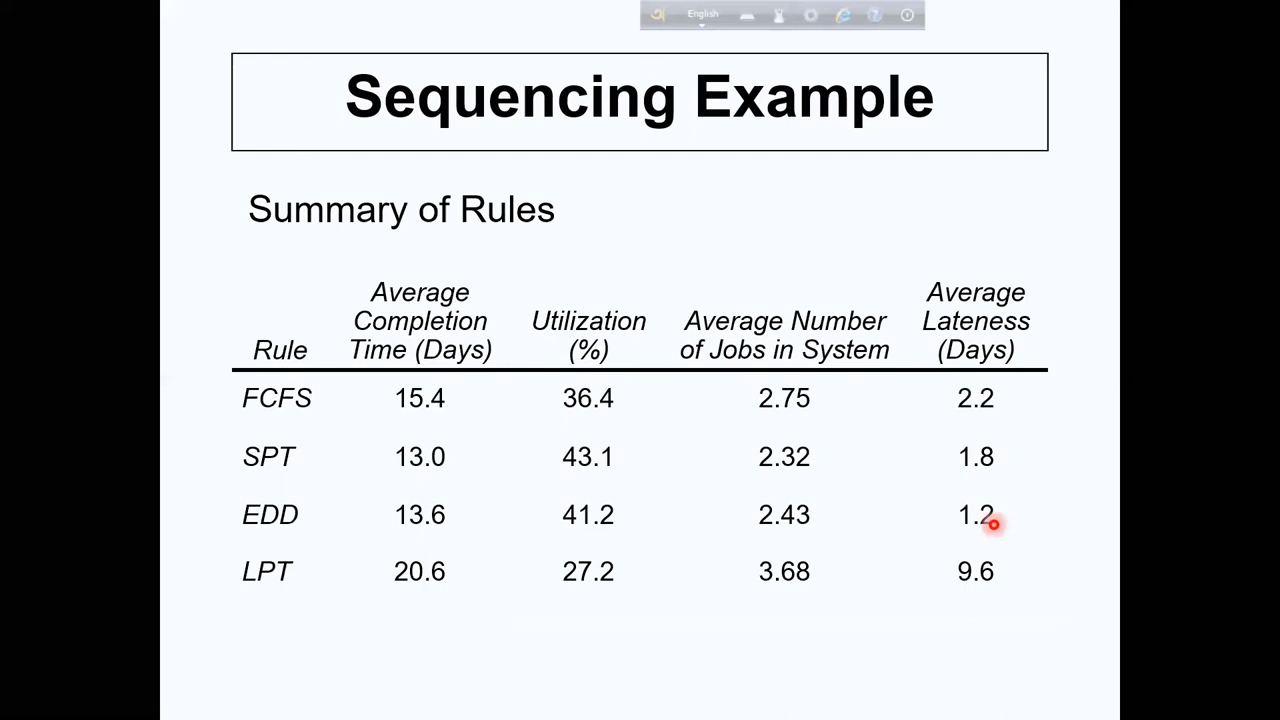 অ English
Sequencing Example
Summary of Rules
Rule Average Completion Time (Days) Utilization (%) Average Number of Jobs in System Average Lateness (Days)
FCFS 15.4 36.4 2.75 2.2
SPT 13.0 43.1 2.32 1.8
EDD 13.6 41.2 2.43 1.2
LPT 20.6 27.2 3.68 9.6